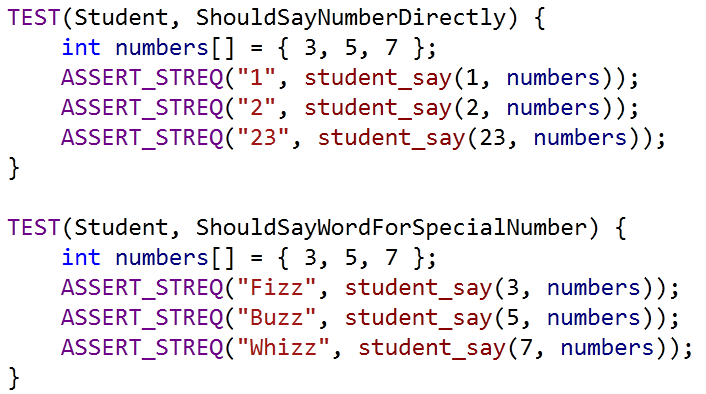 TEST(Student, ShouldSayNumberDirectly) {
    int numbers[] = { 3, 5, 7 };
    ASSERT_STREQ("1", student_say(1, numbers));
    ASSERT_STREQ("2", student_say(2, numbers));
    ASSERT_STREQ("23", student_say(23, numbers));
}

TEST(Student, ShouldSayWordForSpecialNumber) {
    int numbers[] = { 3, 5, 7 };
    ASSERT_STREQ("Fizz", student_say(3, numbers));
    ASSERT_STREQ("Buzz", student_say(5, numbers));
    ASSERT_STREQ("Whizz", student_say(7, numbers));
}